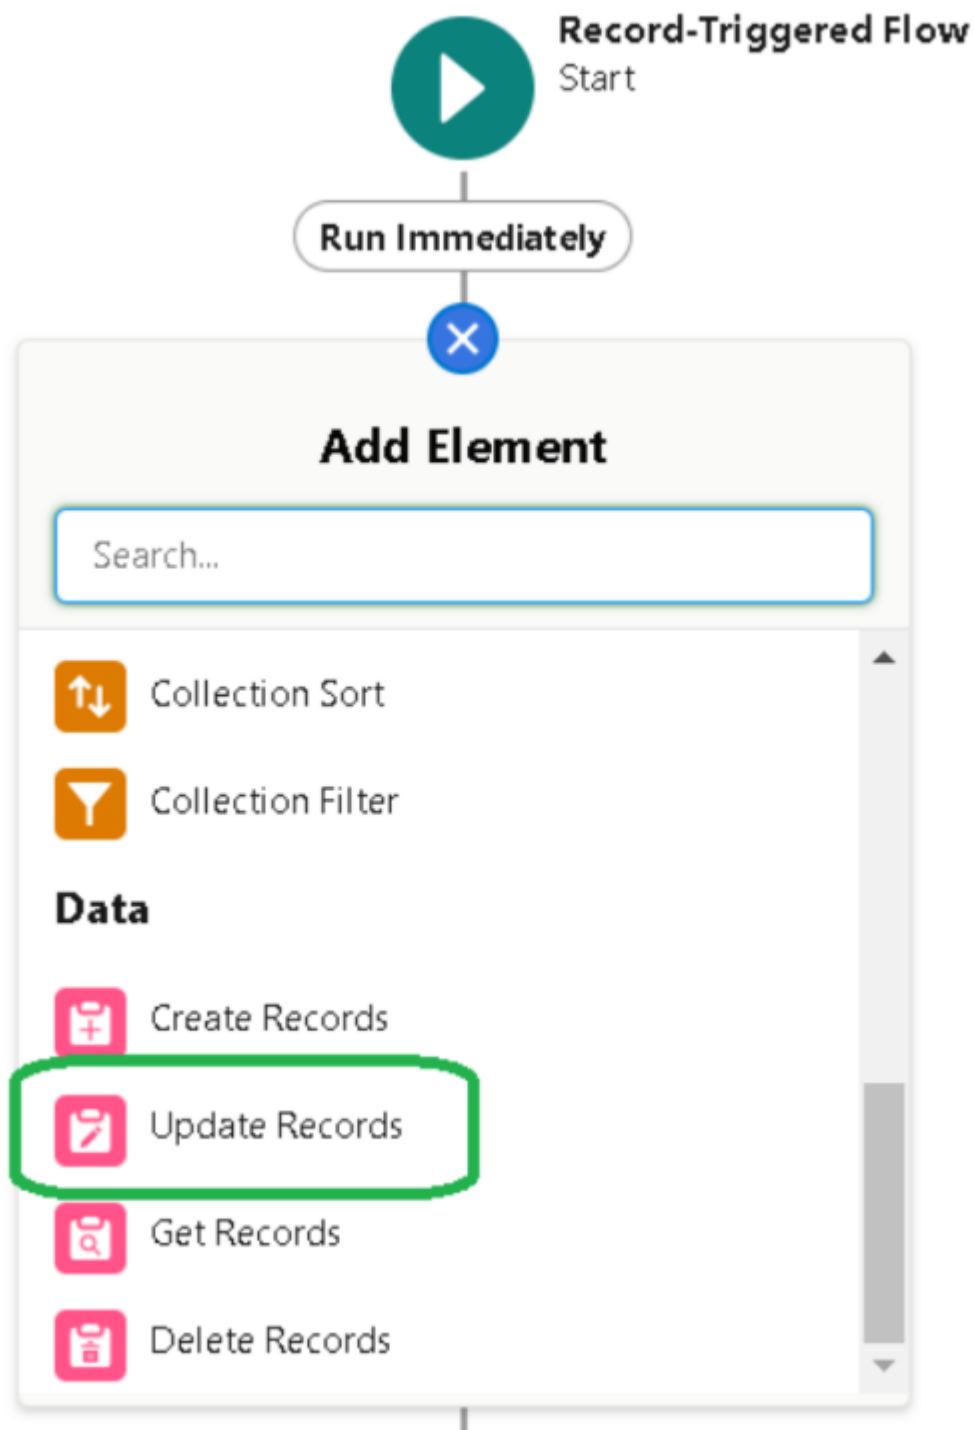 Record-Triggered Flow
Start
Run Immediately
Add Element
Search...
Collection Sort
Collection Filter
Data
Create Records
Update Records
Get Records
Delete Records